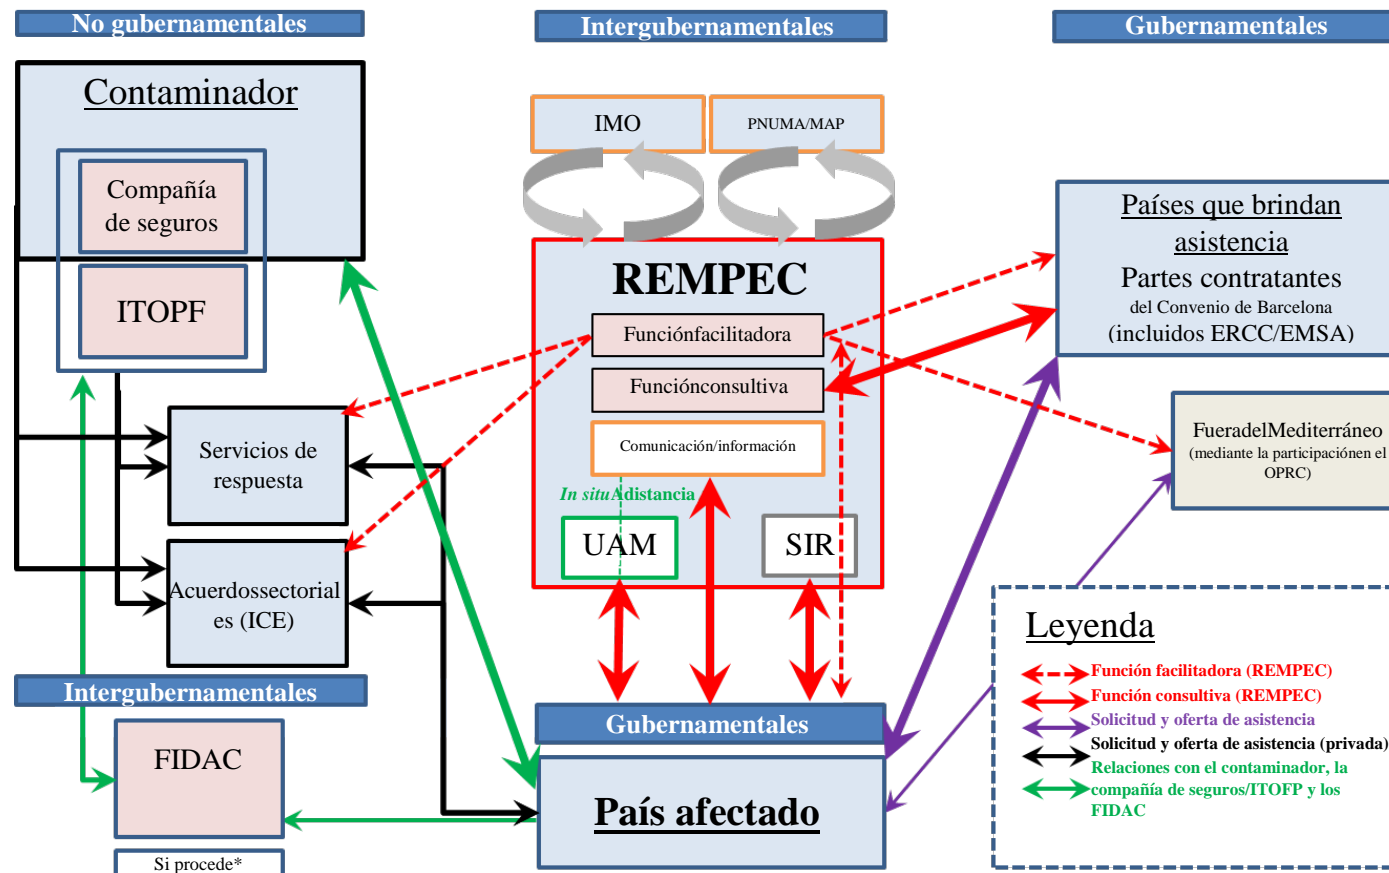 No gubernamentales
Intergubernamentales
Gubernamentales
Contaminador
Compañía
de seguros
ITOPF
Servicios de
respuesta
Acuerdossectorial
es (ICE)
Intergubernamentales
FIDAC
Si procede*
IMO
PNUMA/MAP
REMPEC
Funciónfacilitadora
Funciónconsultiva
Comunicación/información
In situAdistancia
UAM
SIR
Gubernamentales
País afectado
Países que brindan
asistencia
Partes contratantes
del Convenio de Barcelona
(incluidos ERCC/EMSA)
FueradelMediterráneo
(mediante la participaciónen el
OPRC)
Leyenda
Función facilitadora (REMPEC)
Función consultiva (REMPEC)
Solicitud y oferta de asistencia
Solicitud y oferta de asistencia (privada)
Relaciones con el contaminador, la
compañía de seguros/ITOFP y los
FIDAC